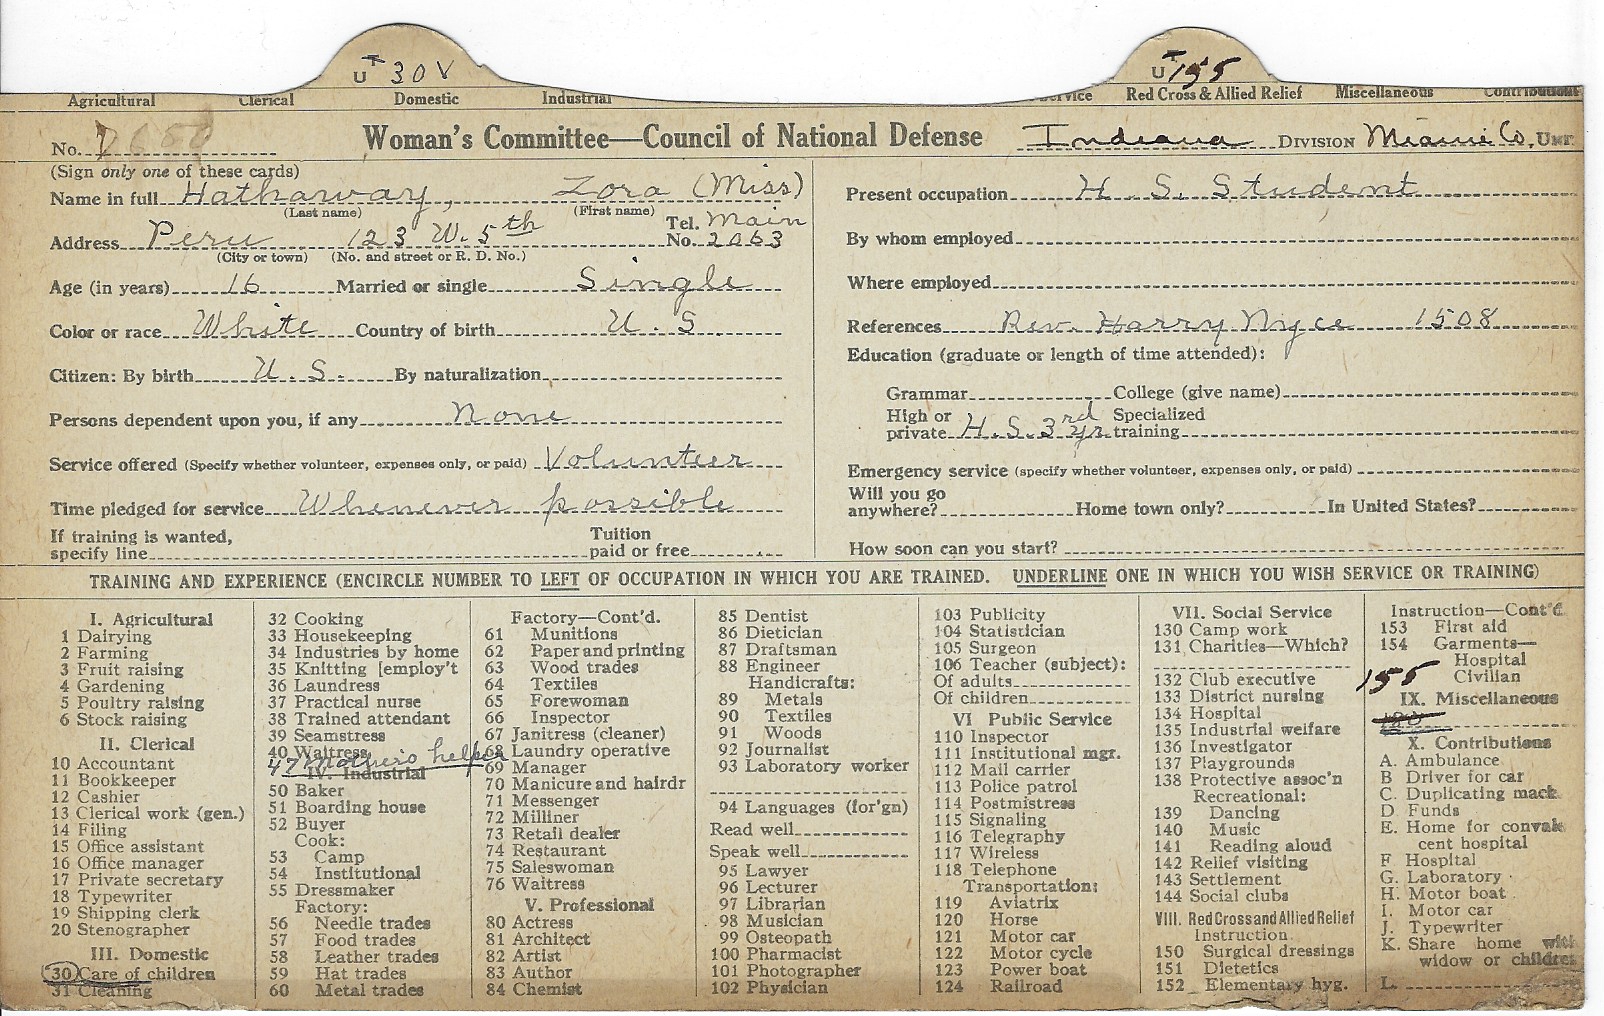 U T 30 V
U T 155
Agricultural Clerical Domestic Industrial Service Red Cross & Allied Relief Miscellaneous Contributions
No.
Woman's Committee—Council of National Defense Indiana DIVISION Miami Co. UNIT
(Sign only one of these cards)
Name in full Hathaway, Zora (Miss)
(Last name) (First name)
Address Peru 123 W. 5th Tel. No. Main 2063
(City or town) (No. and street or R. D. No.)
Age (in years) 16 Married or single Single
Color or race White Country of birth U. S.
Citizen: By birth U. S. By naturalization
Persons dependent upon you, if any None
Service offered (Specify whether volunteer, expenses only, or paid) Volunteer
Time pledged for service Whenever possible
If training is wanted, specify line Tuition paid or free
Present occupation H. S. Student
By whom employed
Where employed
References Rev. Harry Nyce 1508
Education (graduate or length of time attended):
Grammar College (give name)
High or private H. S. 3rd yr. Specialized training
Emergency service (specify whether volunteer, expenses only, or paid)
Will you go anywhere? Home town only? In United States?
How soon can you start?
TRAINING AND EXPERIENCE (ENCIRCLE NUMBER TO LEFT OF OCCUPATION IN WHICH YOU ARE TRAINED. UNDERLINE ONE IN WHICH YOU WISH SERVICE OR TRAINING)
I. Agricultural
1 Dairying
2 Farming
3 Fruit raising
4 Gardening
5 Poultry raising
6 Stock raising
II. Clerical
10 Accountant
11 Bookkeeper
12 Cashier
13 Clerical work (gen.)
14 Filing
15 Office assistant
16 Office manager
17 Private secretary
18 Typewriter
19 Shipping clerk
20 Stenographer
III. Domestic
30 Care of children
31 Cleaning
32 Cooking
33 Housekeeping
34 Industries by home
35 Knitting [employ't
36 Laundress
37 Practical nurse
38 Trained attendant
39 Seamstress
40 Waitress
47 Mother's helper
IV. Industrial
50 Baker
51 Boarding house
52 Buyer
Cook:
53 Camp
54 Institutional
55 Dressmaker
Factory:
56 Needle trades
57 Food trades
58 Leather trades
59 Hat trades
60 Metal trades
Factory—Cont'd.
61 Munitions
62 Paper and printing
63 Wood trades
64 Textiles
65 Forewoman
66 Inspector
67 Janitress (cleaner)
68 Laundry operative
69 Manager
70 Manicure and hairdr
71 Messenger
72 Milliner
73 Retail dealer
74 Restaurant
75 Saleswoman
76 Waitress
V. Professional
80 Actress
81 Architect
82 Artist
83 Author
84 Chemist
85 Dentist
86 Dietician
87 Draftsman
88 Engineer
Handicrafts:
89 Metals
90 Textiles
91 Woods
92 Journalist
93 Laboratory worker
94 Languages (for'gn)
Read well
Speak well
95 Lawyer
96 Lecturer
97 Librarian
98 Musician
99 Osteopath
100 Pharmacist
101 Photographer
102 Physician
103 Publicity
104 Statistician
105 Surgeon
106 Teacher (subject):
Of adults
Of children
VI Public Service
110 Inspector
111 Institutional mgr.
112 Mail carrier
113 Police patrol
114 Postmistress
115 Signaling
116 Telegraphy
117 Wireless
118 Telephone
Transportation:
119 Aviatrix
120 Horse
121 Motor car
122 Motor cycle
123 Power boat
124 Railroad
VII. Social Service
130 Camp work
131 Charities—Which?
132 Club executive
133 District nursing
134 Hospital
135 Industrial welfare
136 Investigator
137 Playgrounds
138 Protective assoc'n
Recreational:
139 Dancing
140 Music
141 Reading aloud
142 Relief visiting
143 Settlement
144 Social clubs
VIII. Red Cross and Allied Relief
Instruction
150 Surgical dressings
151 Dietetics
152 Elementary hyg.
Instruction—Cont'd.
153 First aid
154 Garments—
Hospital
Civilian
155
IX. Miscellaneous
X. Contributions
A. Ambulance
B Driver for car
C. Duplicating mach.
D Funds
E. Home for convales
cent hospital
F Hospital
G. Laboratory
H. Motor boat
I. Motor car
J. Typewriter
K. Share home with
widow or children
L.